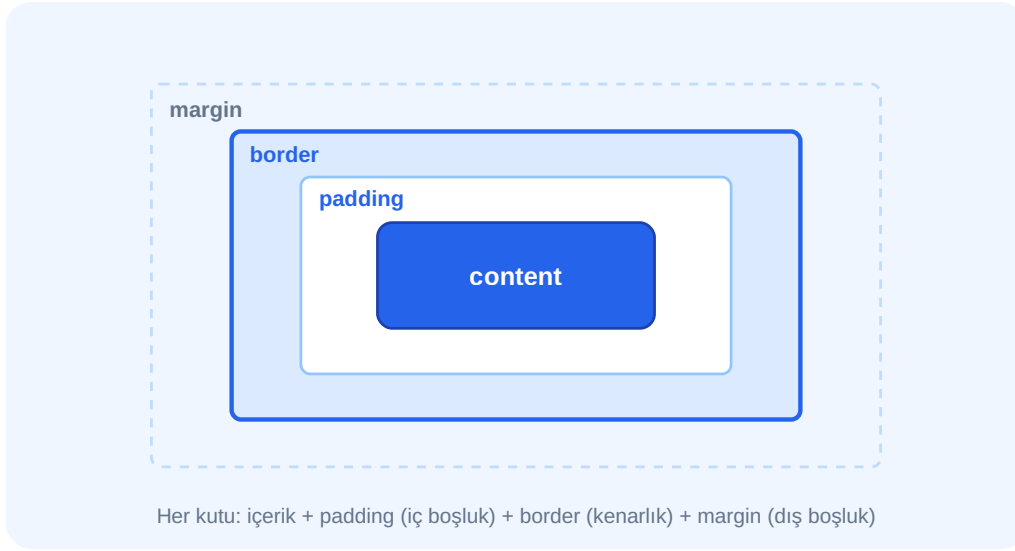 margin
border
padding
content
Her kutu: içerik + padding (iç boşluk) + border (kenarlık) + margin (dış boşluk)